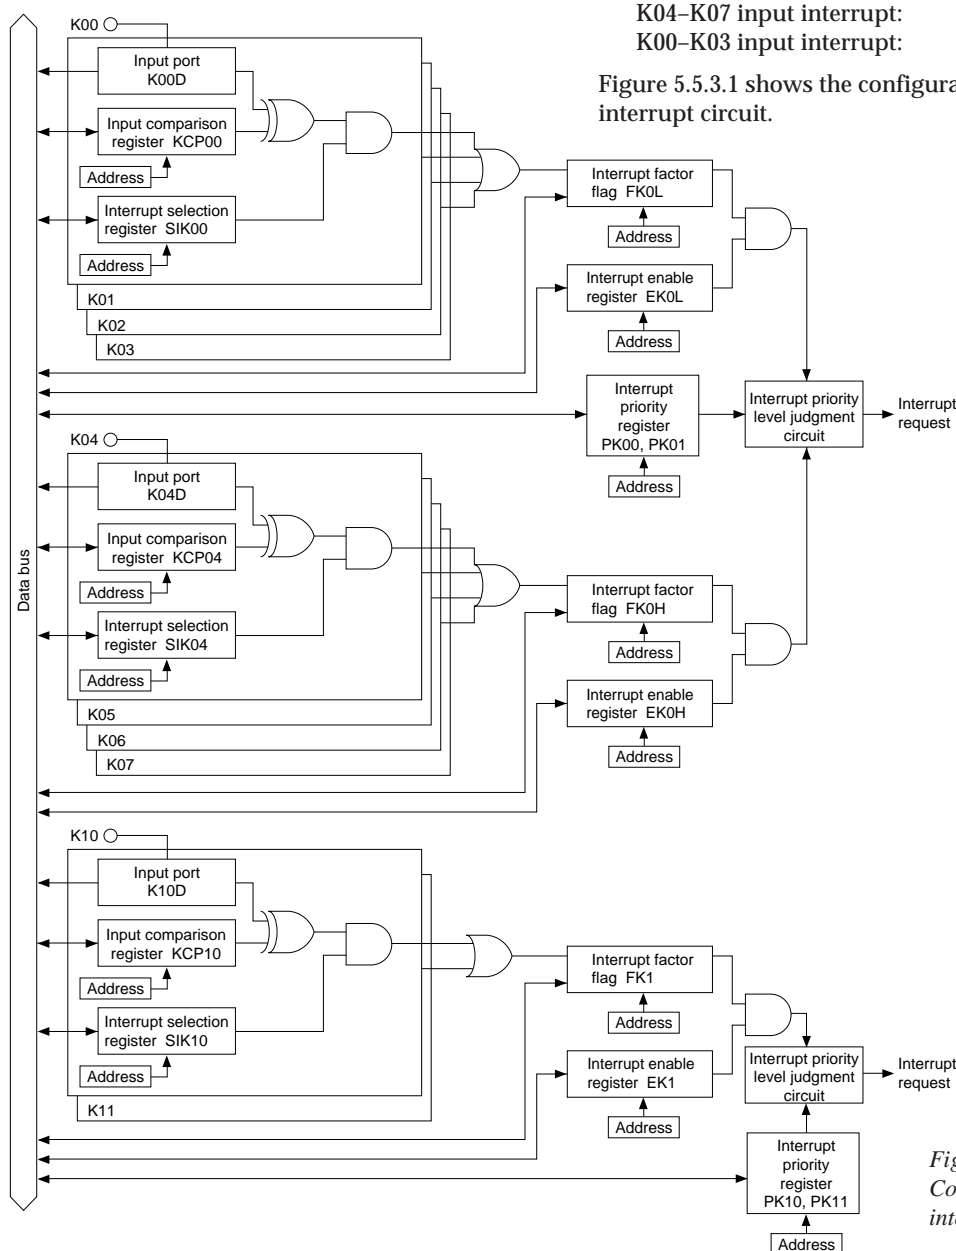 K04–K07 input interrupt:
K00–K03 input interrupt:
Figure 5.5.3.1 shows the configura
interrupt circuit.
Data bus
K00
Input port
K00D
Input comparison
register KCP00
Address
Interrupt selection
register SIK00
Address
K01
K02
K03
Interrupt factor
flag FK0L
Address
Interrupt enable
register EK0L
Address
Interrupt
priority
register
PK00, PK01
Address
Interrupt priority
level judgment
circuit
Interrupt
request
K04
Input port
K04D
Input comparison
register KCP04
Address
Interrupt selection
register SIK04
Address
K05
K06
K07
Interrupt factor
flag FK0H
Address
Interrupt enable
register EK0H
Address
K10
Input port
K10D
Input comparison
register KCP10
Address
Interrupt selection
register SIK10
Address
K11
Interrupt factor
flag FK1
Address
Interrupt enable
register EK1
Address
Interrupt priority
level judgment
circuit
Interrupt
request
Interrupt
priority
register
PK10, PK11
Address
Fig
Co
inte